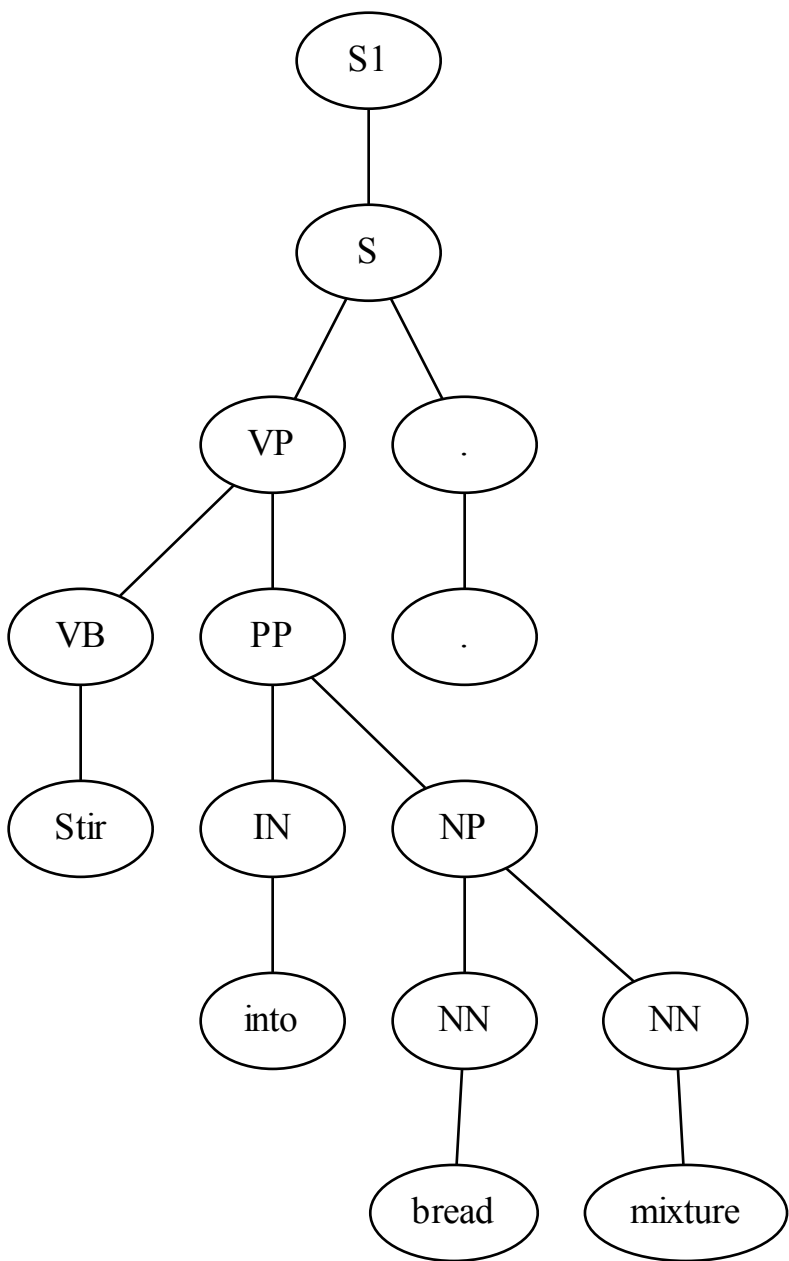 S1
S
VP .
VB PP .
Stir IN NP
into NN NN
bread mixture